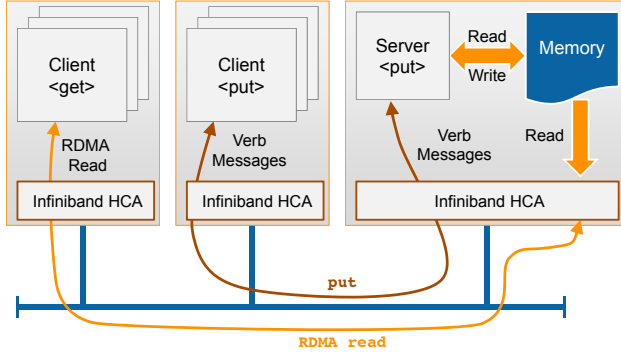 Client
<get>
RDMA
Read
Infiniband HCA
Client
<put>
Verb
Messages
Infiniband HCA
Server
<put>
Read
Write
Memory
Verb
Messages
Read
Infiniband HCA
put
RDMA read